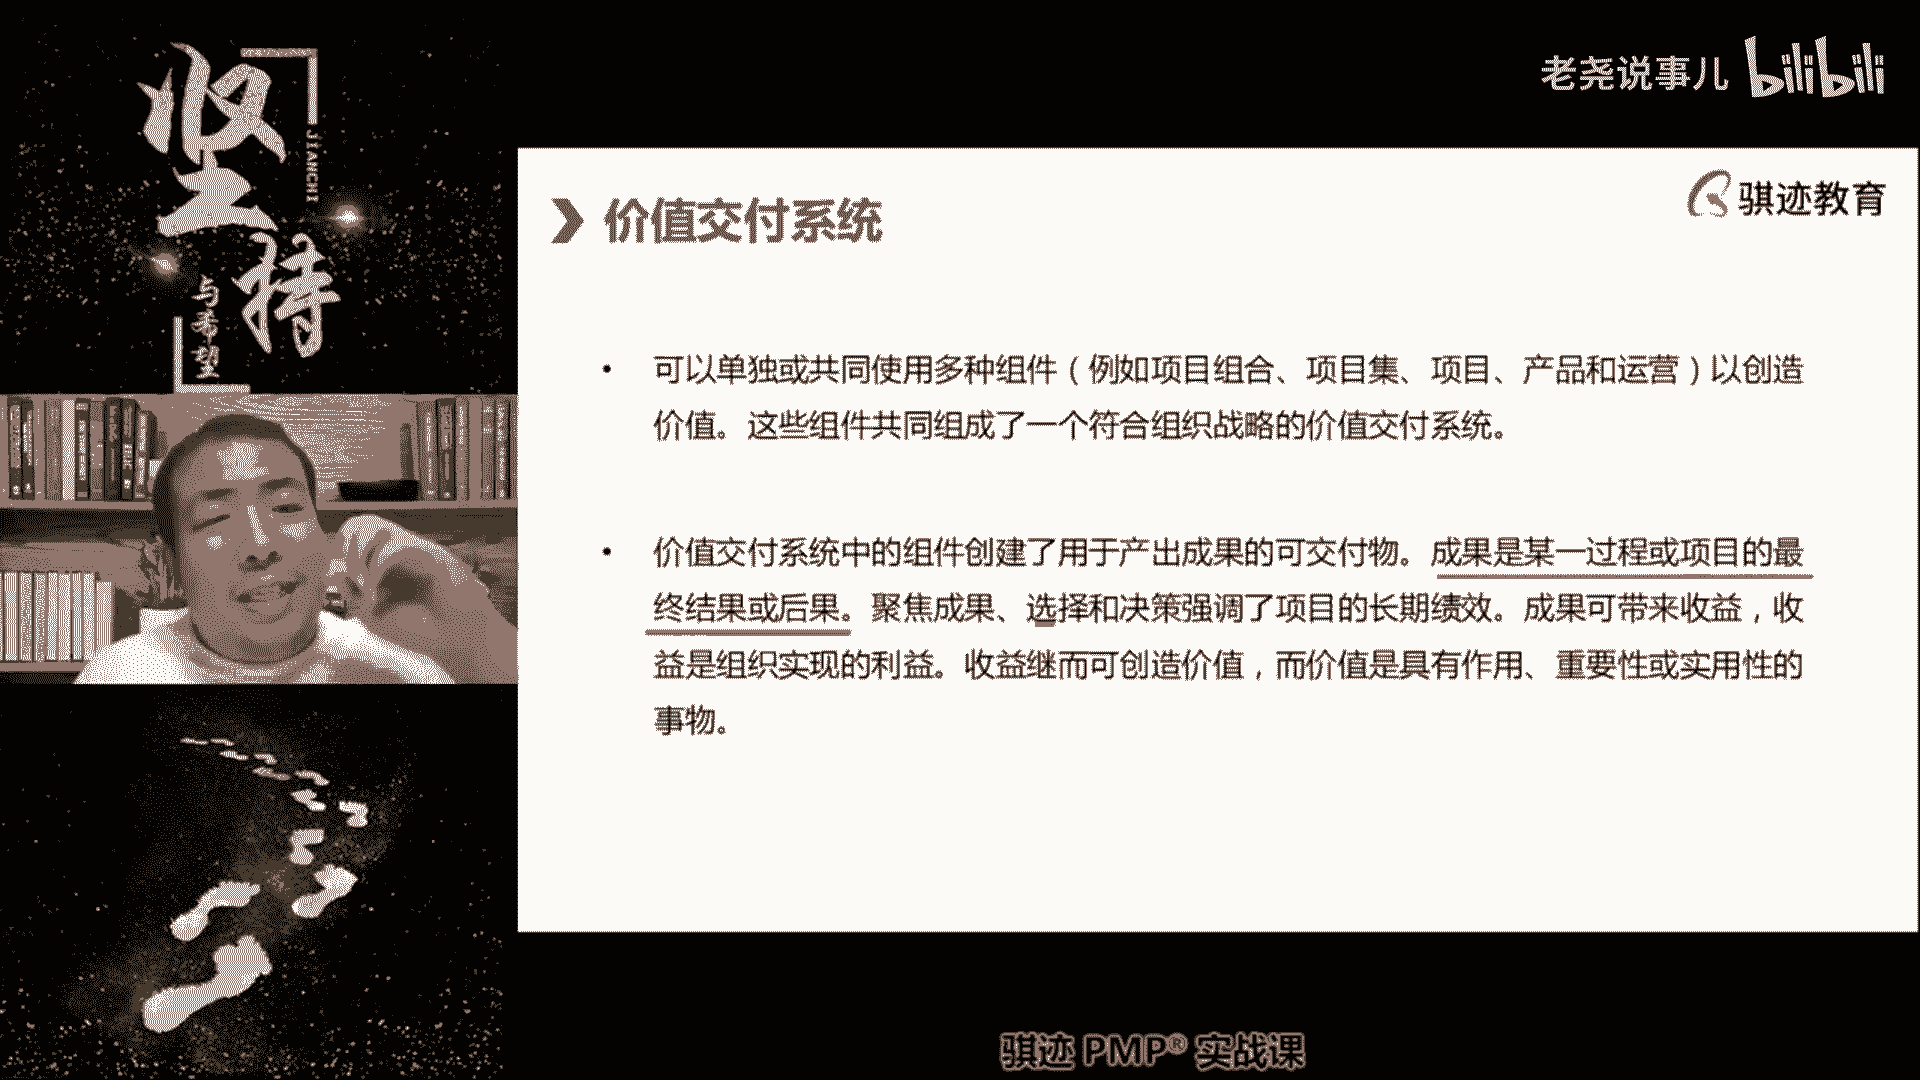 坚持
JIANCHI
与希望
老尧说事儿 bilibili
骐迹教育
价值交付系统
• 可以单独或共同使用多种组件（例如项目组合、项目集、项目、产品和运营）以创造
价值。这些组件共同组成了一个符合组织战略的价值交付系统。
• 价值交付系统中的组件创建了用于产出成果的可交付物。成果是某一过程或项目的最
终结果或后果。聚焦成果、选择和决策强调了项目的长期绩效。成果可带来收益，收
益是组织实现的利益。收益继而可创造价值，而价值是具有作用、重要性或实用性的
事物。
骐迹 PMP® 实战课